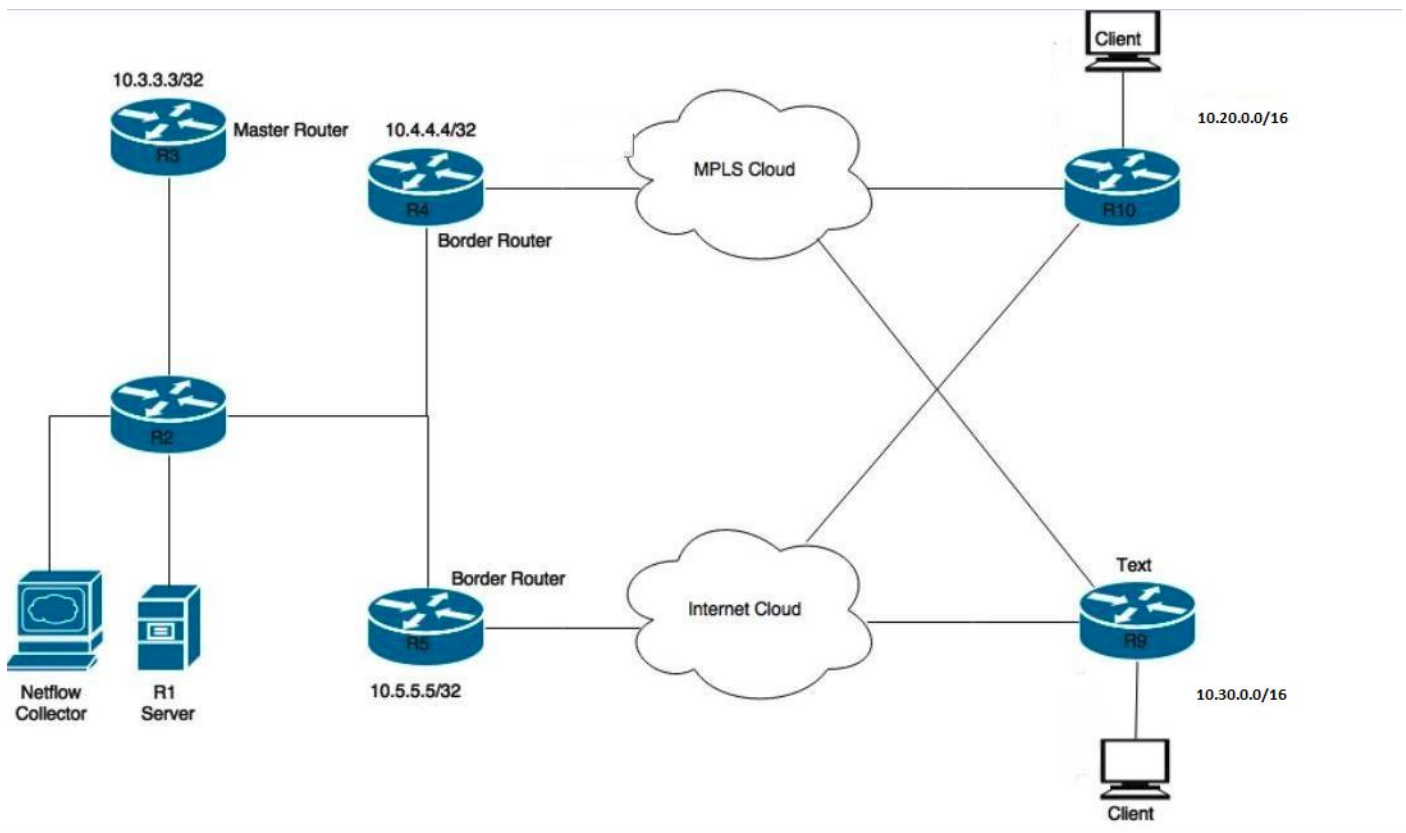 Client
10.3.3.3/32
10.20.0.0/16
Master Router
10.4.4.4/32
R3
MPLS Cloud
R4
R10
Border Router
R2
Text
Border Router
Internet Cloud
R5
R9
10.5.5.5/32
Netflow
Collector
R1
Server
10.30.0.0/16
Client